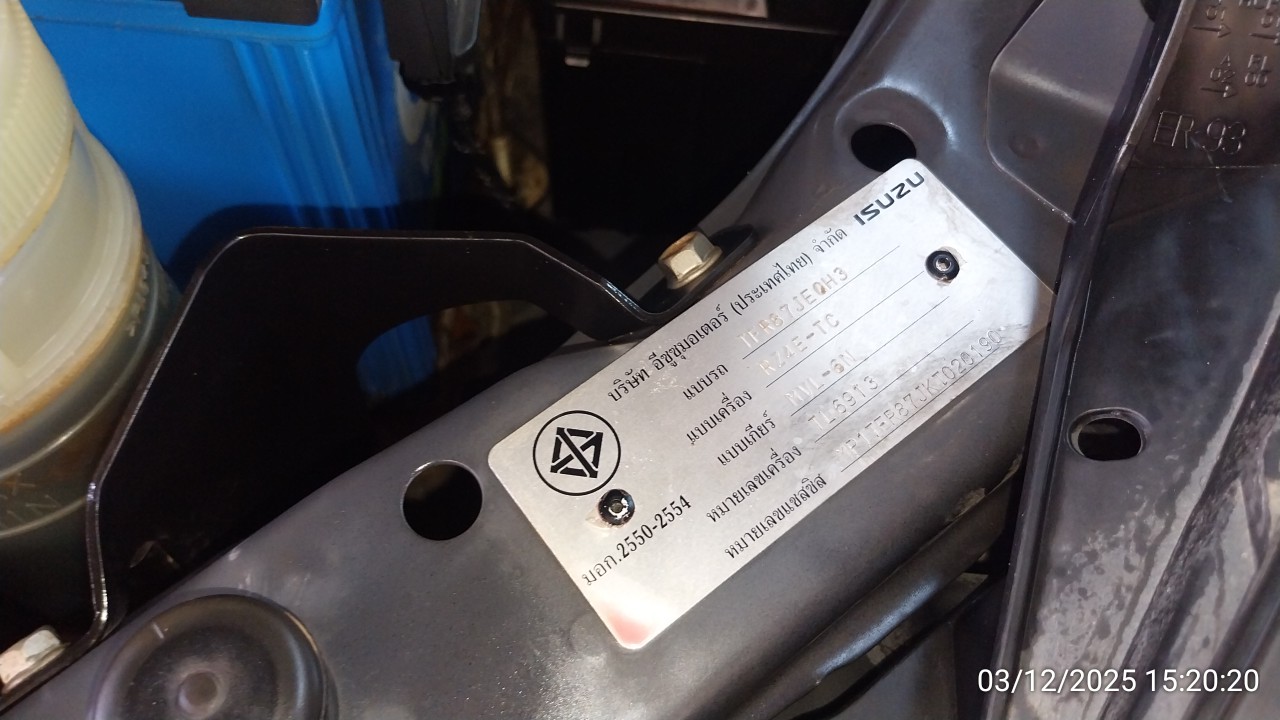 ISUZU
บริษัท อีซูซุมอเตอร์ (ประเทศไทย) จำกัด
แบบรถ TFR87JE0H3
แบบเครื่อง RZ4E-TC
แบบเกียร์ MVL-6N
หมายเลขเครื่อง
หมายเลขแชสซิส
มอก.2550-2554
ER-93
03/12/2025 15:20:20